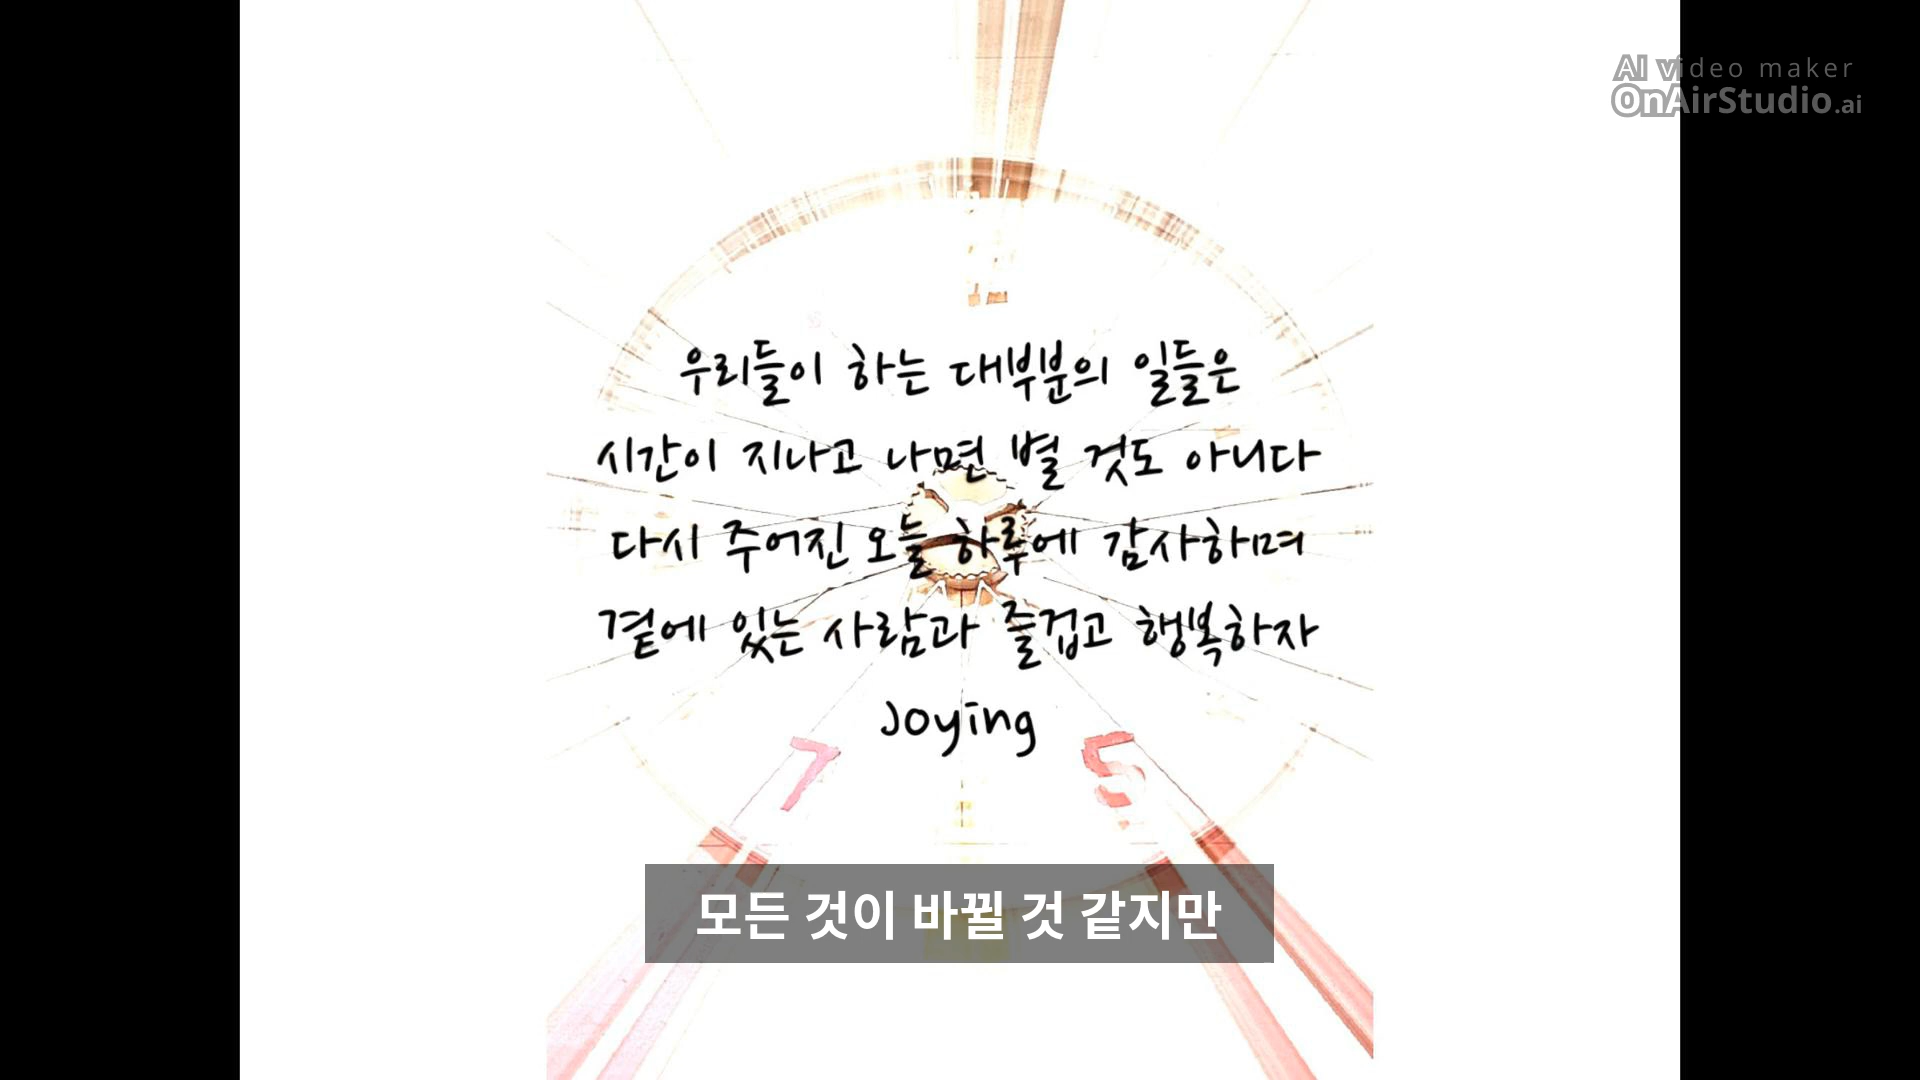 AI video maker
OnAirStudio.ai
우리들이 하는 대부분의 일들은
시간이 지나고 나면 별 것도 아니다
다시 주어진 오늘 하루에 감사하며
곁에 있는 사람과 즐겁고 행복하자
Joying
7 5
모든 것이 바뀔 것 같지만